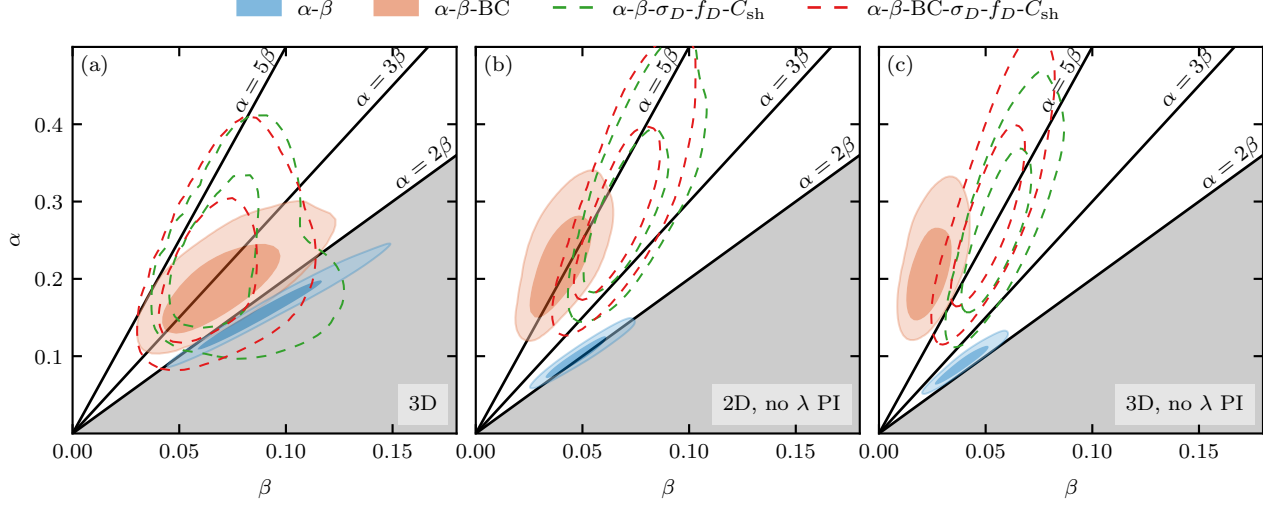 α-β α-β-BC α-β-σ_D-f_D-C_sh α-β-BC-σ_D-f_D-C_sh
(a) (b) (c)
α = 5β α = 3β α = 2β
α = 5β α = 3β α = 2β
α = 5β α = 3β α = 2β
0.4
0.3
α
0.2
0.1
3D 2D, no λ PI 3D, no λ PI
0.00 0.05 0.10 0.15 0.00 0.05 0.10 0.15 0.00 0.05 0.10 0.15
β β β